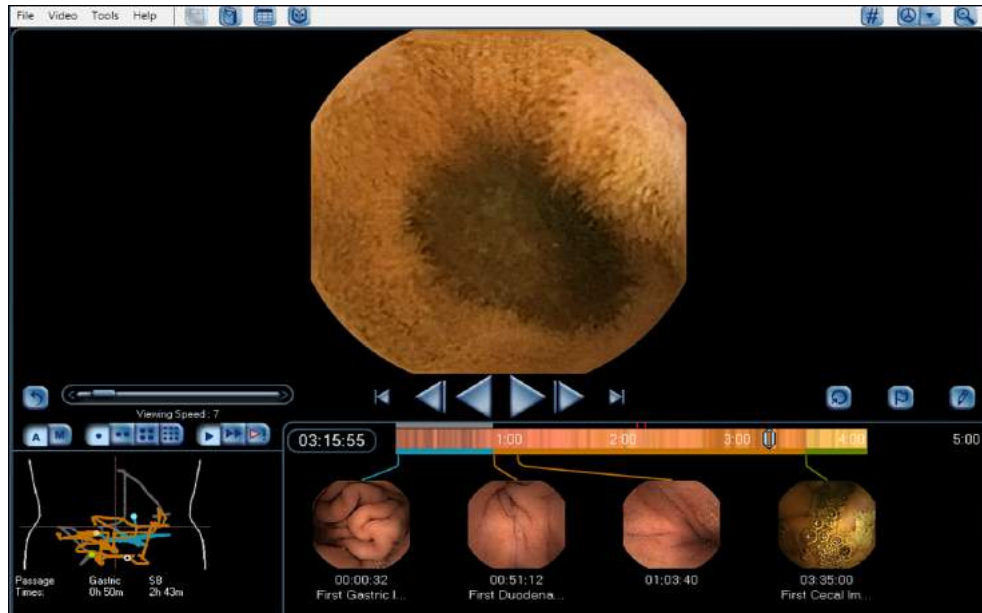 File Video Tools Help
#
Viewing Speed : 7
A M
03:15:55
1:00 2:00 3:00 4:00 5:00
00:00:32
First Gastric I...
00:51:12
First Duodena...
01:03:40
03:35:00
First Cecal Im...
Passage Gastric SB
Times: 0h 50m 2h 43m